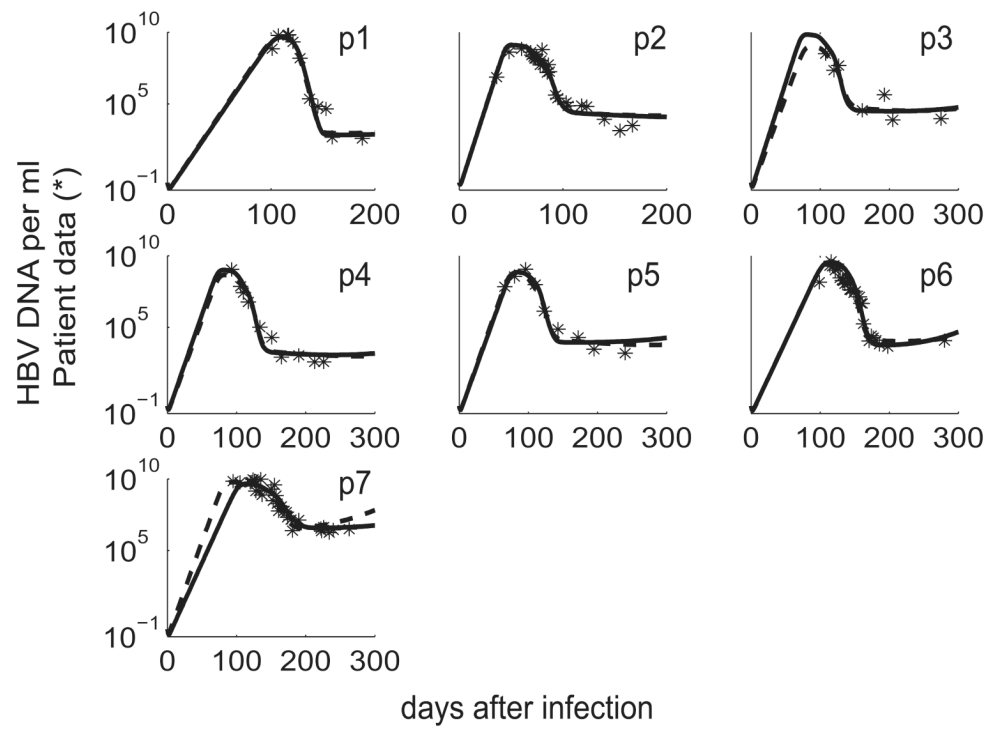 HBV DNA per ml
Patient data (*)
10^10
10^5
10^−1
p1
0 100 200
p2
0 100 200
p3
0 100 200 300
10^10
10^5
10^−1
p4
0 100 200 300
p5
0 100 200 300
p6
0 100 200 300
10^10
10^5
10^−1
p7
0 100 200 300
days after infection